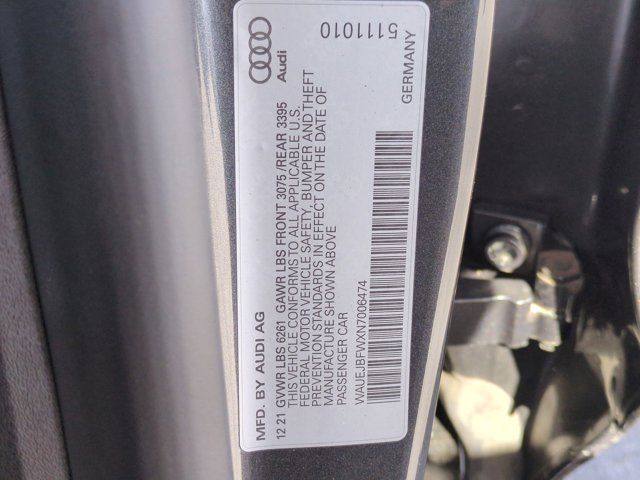 MFD. BY AUDI AG
12 21 GVWR LBS 6261 GAWR LBS FRONT 3075 /REAR 3395
THIS VEHICLE CONFORMS TO ALL APPLICABLE U.S.
FEDERAL MOTOR VEHICLE SAFETY, BUMPER AND THEFT
PREVENTION STANDARDS IN EFFECT ON THE DATE OF
MANUFACTURE SHOWN ABOVE
PASSENGER CAR
WAUEJBFWXN7006474
Audi
5111010
GERMANY